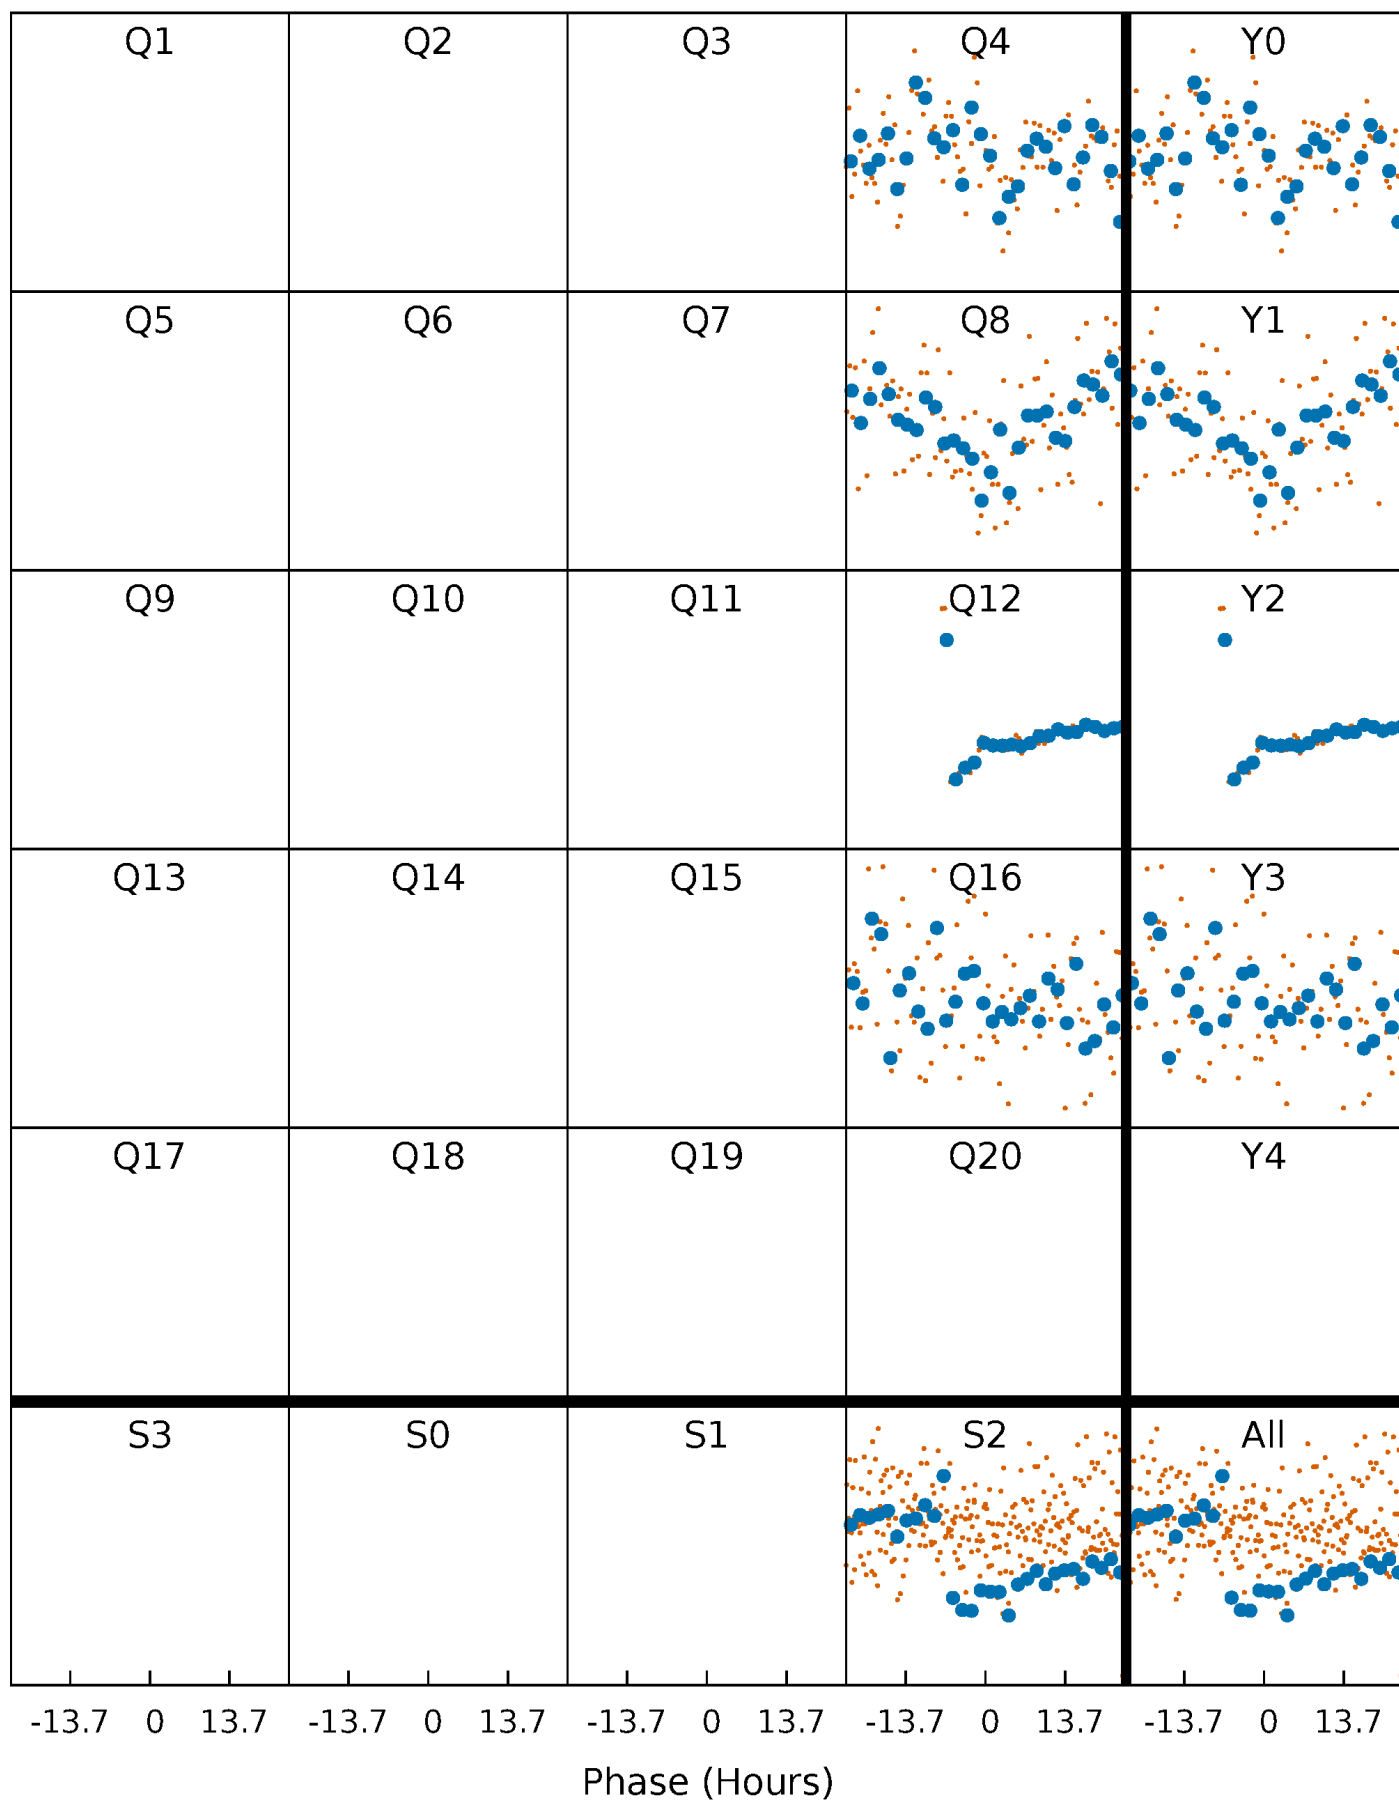 Q1 Q2 Q3 Q4 Y0
Q5 Q6 Q7 Q8 Y1
Q9 Q10 Q11 Q12 Y2
Q13 Q14 Q15 Q16 Y3
Q17 Q18 Q19 Q20 Y4
S3 S0 S1 S2 All
-13.7 0 13.7 -13.7 0 13.7 -13.7 0 13.7 -13.7 0 13.7 -13.7 0 13.7
Phase (Hours)